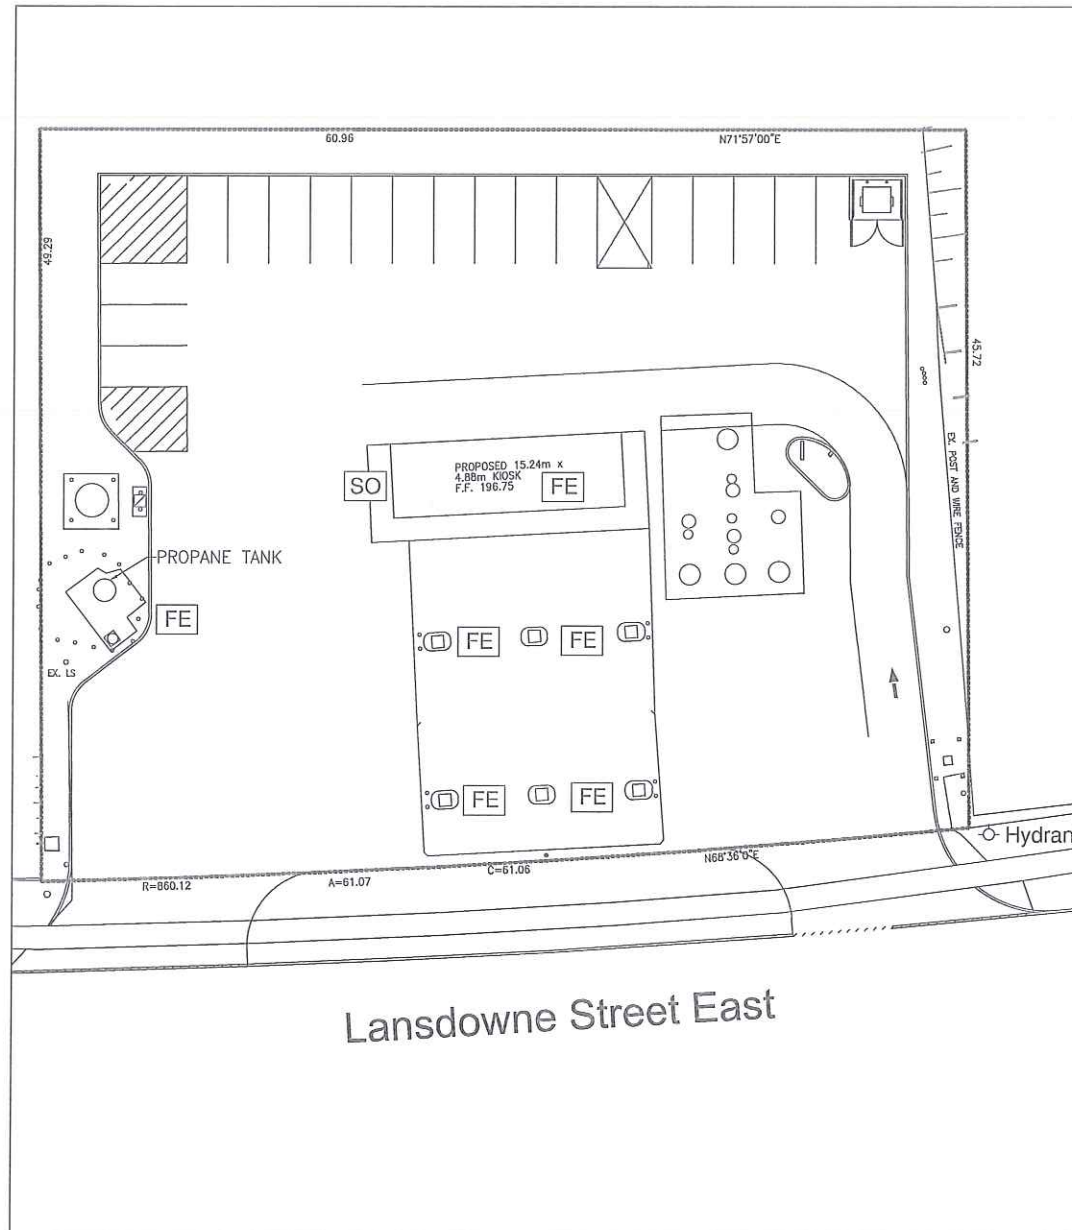 60.96
N71°57'00"E
49.29
45.72
EX. POST AND WIRE FENCE
PROPOSED 15.24m x
4.88m KIOSK
F.F. 196.75
SO
FE
PROPANE TANK
FE
FE
FE
EX. LS
FE
FE
Hydran
N68°36'0"E
C=61.06
A=61.07
R=860.12
Lansdowne Street East